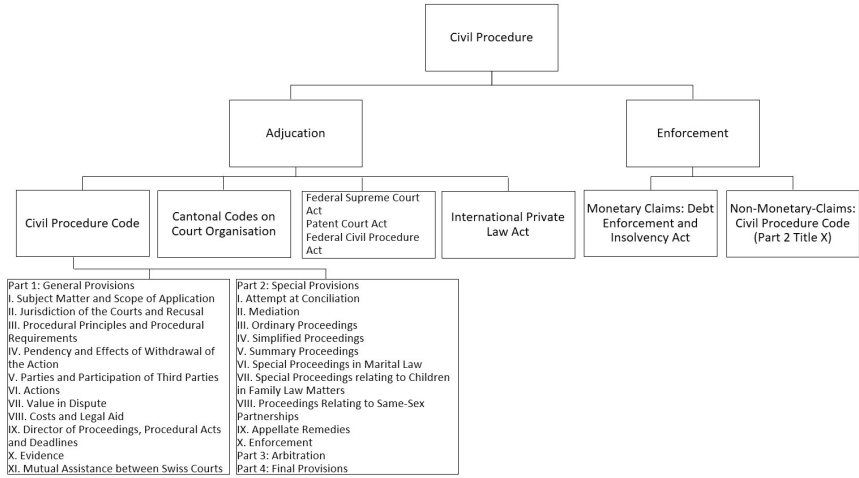 Civil Procedure
Adjucation
Enforcement
Civil Procedure Code
Cantonal Codes on
Court Organisation
Federal Supreme Court
Act
Patent Court Act
Federal Civil Procedure
Act
International Private
Law Act
Monetary Claims: Debt
Enforcement and
Insolvency Act
Non-Monetary-Claims:
Civil Procedure Code
(Part 2 Title X)
Part 1: General Provisions
I. Subject Matter and Scope of Application
II. Jurisdiction of the Courts and Recusal
III. Procedural Principles and Procedural
Requirements
IV. Pendency and Effects of Withdrawal of
the Action
V. Parties and Participation of Third Parties
VI. Actions
VII. Value in Dispute
VIII. Costs and Legal Aid
IX. Director of Proceedings, Procedural Acts
and Deadlines
X. Evidence
XI. Mutual Assistance between Swiss Courts
Part 2: Special Provisions
I. Attempt at Conciliation
II. Mediation
III. Ordinary Proceedings
IV. Simplified Proceedings
V. Summary Proceedings
VI. Special Proceedings in Marital Law
VII. Special Proceedings relating to Children
in Family Law Matters
VIII. Proceedings Relating to Same-Sex
Partnerships
IX. Appellate Remedies
X. Enforcement
Part 3: Arbitration
Part 4: Final Provisions